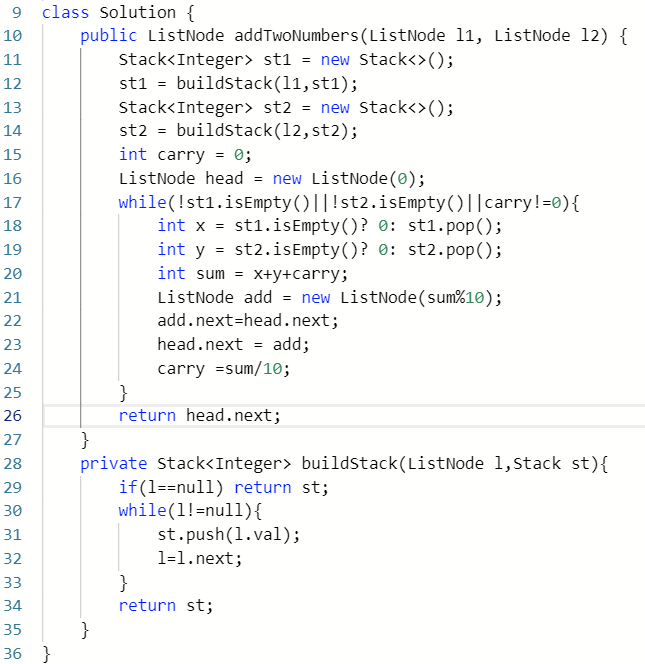 9 class Solution {
10     public ListNode addTwoNumbers(ListNode l1, ListNode l2) {
11         Stack<Integer> st1 = new Stack<>();
12         st1 = buildStack(l1,st1);
13         Stack<Integer> st2 = new Stack<>();
14         st2 = buildStack(l2,st2);
15         int carry = 0;
16         ListNode head = new ListNode(0);
17         while(!st1.isEmpty()||!st2.isEmpty()||carry!=0){
18             int x = st1.isEmpty()? 0: st1.pop();
19             int y = st2.isEmpty()? 0: st2.pop();
20             int sum = x+y+carry;
21             ListNode add = new ListNode(sum%10);
22             add.next=head.next;
23             head.next = add;
24             carry =sum/10;
25         }
26         return head.next;
27     }
28     private Stack<Integer> buildStack(ListNode l,Stack st){
29         if(l==null) return st;
30         while(l!=null){
31             st.push(l.val);
32             l=l.next;
33         }
34         return st;
35     }
36 }